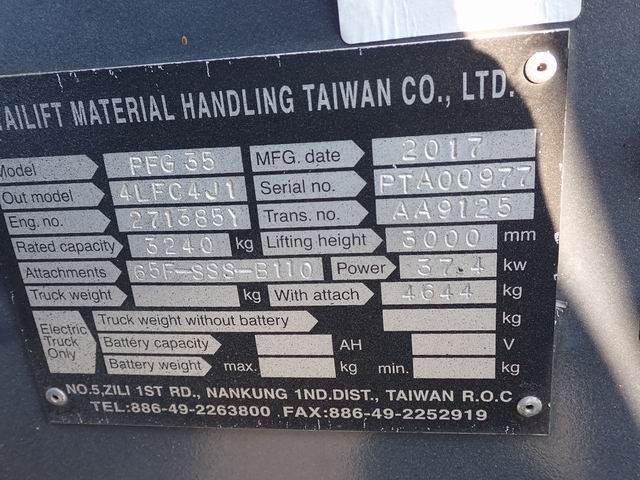 AILIFT MATERIAL HANDLING TAIWAN CO., LTD.
Model PFG 35 MFG. date 2017
Out model 4LFC4J1 Serial no. PTA00977
Eng. no. 271385Y Trans. no. AA9125
Rated capacity 3240 kg Lifting height 3000 mm
Attachments 65F-SSS-B110 Power 37.4 kw
Truck weight kg With attach 4644 kg
Electric Truck Only Truck weight without battery kg
Battery capacity AH V
Battery weight max. kg min. kg
NO.5,ZILI 1ST RD., NANKUNG 1ND.DIST., TAIWAN R.O.C
TEL:886-49-2263800 FAX:886-49-2252919